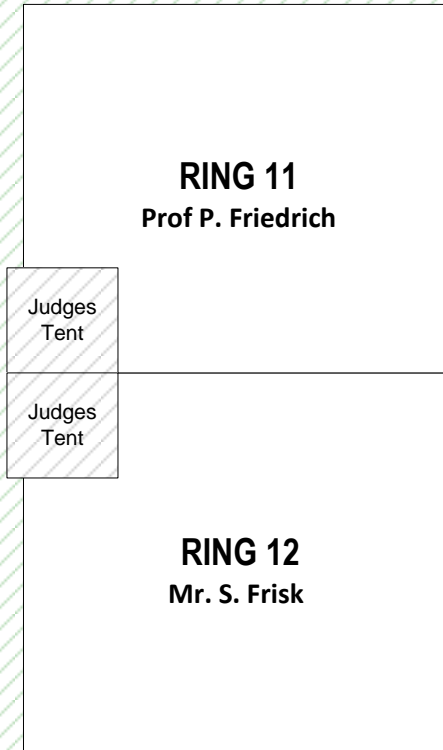 RING 11
Prof P. Friedrich
Judges
Tent
Judges
Tent
RING 12
Mr. S. Frisk